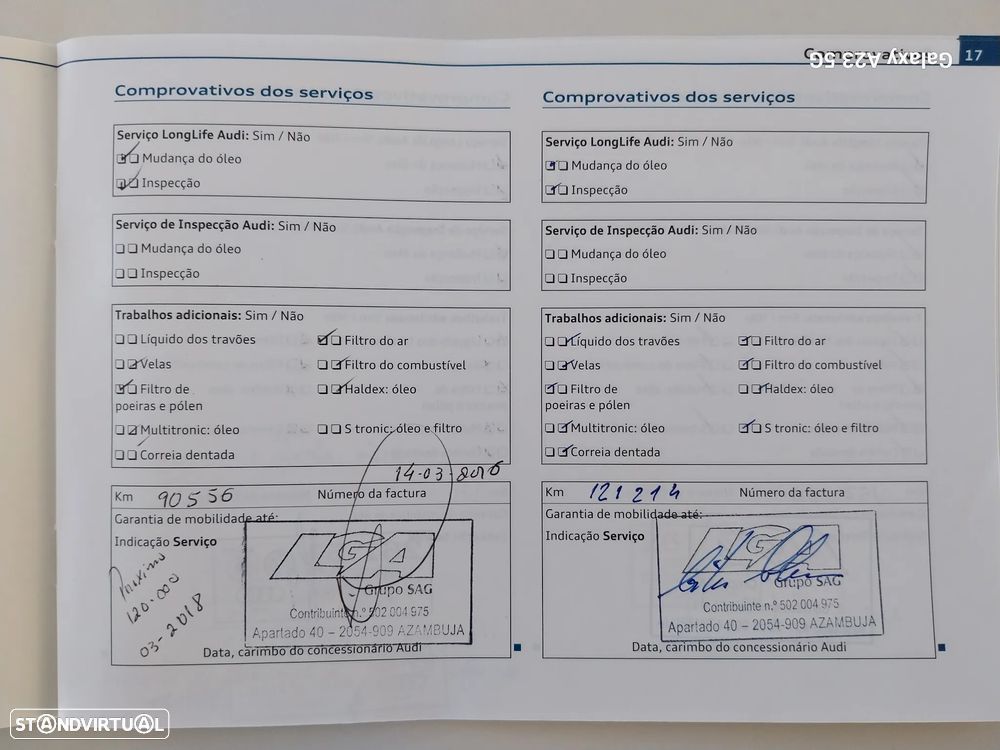 Comprovativos 17
Galaxy A23 5G
Comprovativos dos serviços
Serviço LongLife Audi: Sim / Não
Mudança do óleo
Inspecção
Serviço de Inspecção Audi: Sim / Não
Mudança do óleo
Inspecção
Trabalhos adicionais: Sim / Não
Líquido dos travões
Filtro do ar
Velas
Filtro do combustível
Filtro de
poeiras e pólen
Haldex: óleo
Multitronic: óleo
S tronic: óleo e filtro
Correia dentada
14-03-2016
Km 90556 Número da factura
Garantia de mobilidade até:
Indicação Serviço
Proximo
120.000
03-2018
LGA
Grupo SAG
Contribuinte n.º 502 004 975
Apartado 40 – 2054-909 AZAMBUJA
Data, carimbo do concessionário Audi
Comprovativos dos serviços
Serviço LongLife Audi: Sim / Não
Mudança do óleo
Inspecção
Serviço de Inspecção Audi: Sim / Não
Mudança do óleo
Inspecção
Trabalhos adicionais: Sim / Não
Líquido dos travões
Filtro do ar
Velas
Filtro do combustível
Filtro de
poeiras e pólen
Haldex: óleo
Multitronic: óleo
S tronic: óleo e filtro
Correia dentada
Km 121214 Número da factura
Garantia de mobilidade até:
Indicação Serviço
LGA
Grupo SAG
Contribuinte n.º 502 004 975
Apartado 40 – 2054-909 AZAMBUJA
Data, carimbo do concessionário Audi
STANDVIRTUAL